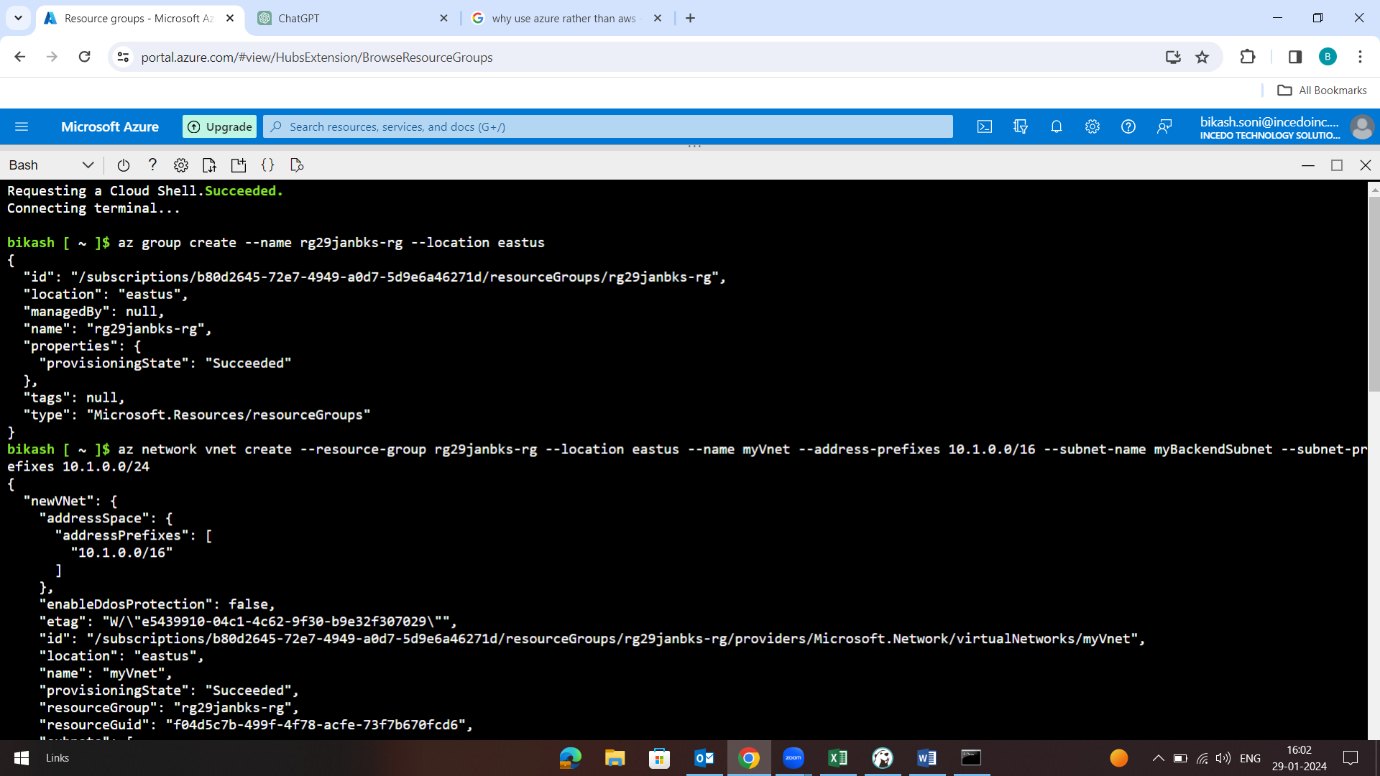 Resource groups - Microsoft Az
ChatGPT
why use azure rather than aws
portal.azure.com/#view/HubsExtension/BrowseResourceGroups
B
All Bookmarks
Microsoft Azure
Upgrade
Search resources, services, and docs (G+/)
bikash.soni@incedoinc....
INCEDO TECHNOLOGY SOLUTIO...
Bash
Requesting a Cloud Shell.Succeeded.
Connecting terminal...
bikash [ ~ ]$ az group create --name rg29janbks-rg --location eastus
{
"id": "/subscriptions/b80d2645-72e7-4949-a0d7-5d9e6a46271d/resourceGroups/rg29janbks-rg",
"location": "eastus",
"managedBy": null,
"name": "rg29janbks-rg",
"properties": {
"provisioningState": "Succeeded"
},
"tags": null,
"type": "Microsoft.Resources/resourceGroups"
}
bikash [ ~ ]$ az network vnet create --resource-group rg29janbks-rg --location eastus --name myVnet --address-prefixes 10.1.0.0/16 --subnet-name myBackendSubnet --subnet-pr
efixes 10.1.0.0/24
{
"newVNet": {
"addressSpace": {
"addressPrefixes": [
"10.1.0.0/16"
]
},
"enableDdosProtection": false,
"etag": "W/\"e5439910-04c1-4c62-9f30-b9e32f307029\"",
"id": "/subscriptions/b80d2645-72e7-4949-a0d7-5d9e6a46271d/resourceGroups/rg29janbks-rg/providers/Microsoft.Network/virtualNetworks/myVnet",
"location": "eastus",
"name": "myVnet",
"provisioningState": "Succeeded",
"resourceGroup": "rg29janbks-rg",
"resourceGuid": "f04d5c7b-499f-4f78-acfe-73f7b670fcd6",
Links
zoom
ENG
16:02
29-01-2024